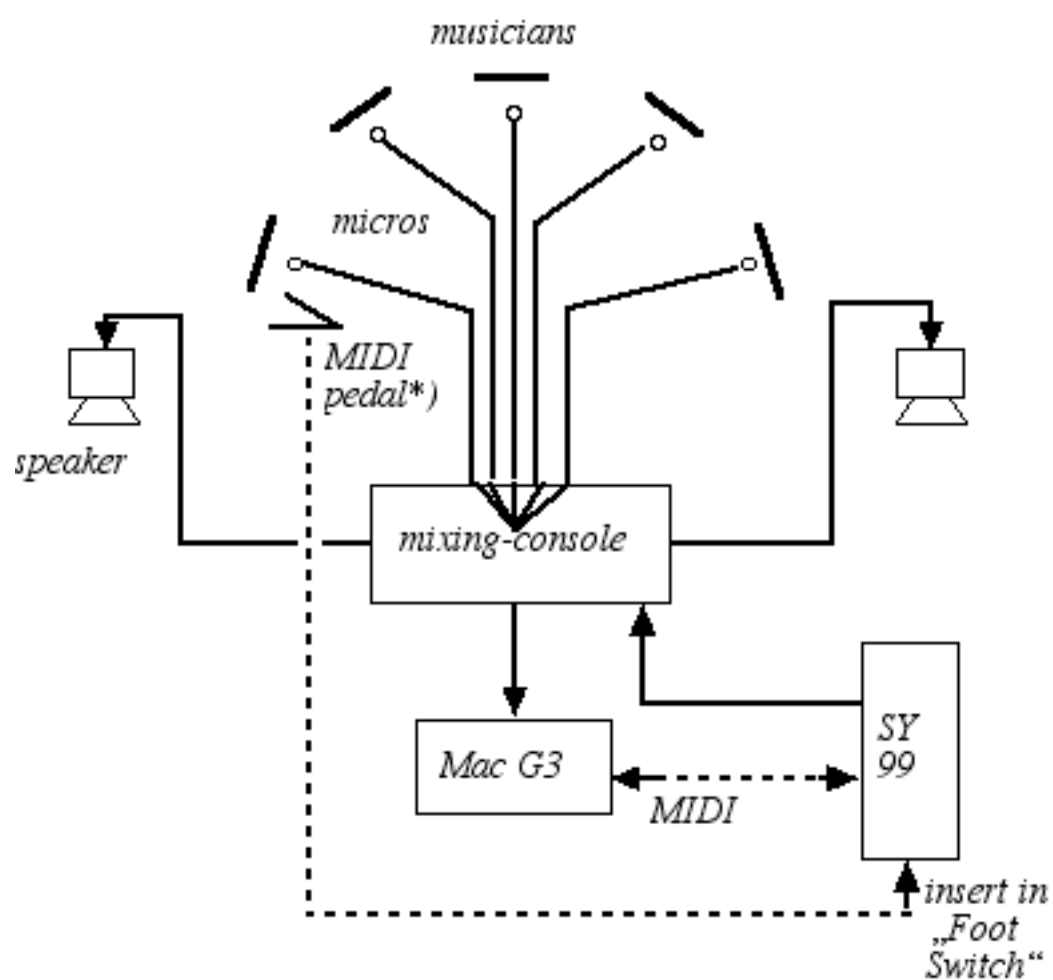 musicians
micros
MIDI
pedal*)
speaker
mixing-console
SY
99
Mac G3
MIDI
insert in
„Foot
Switch“